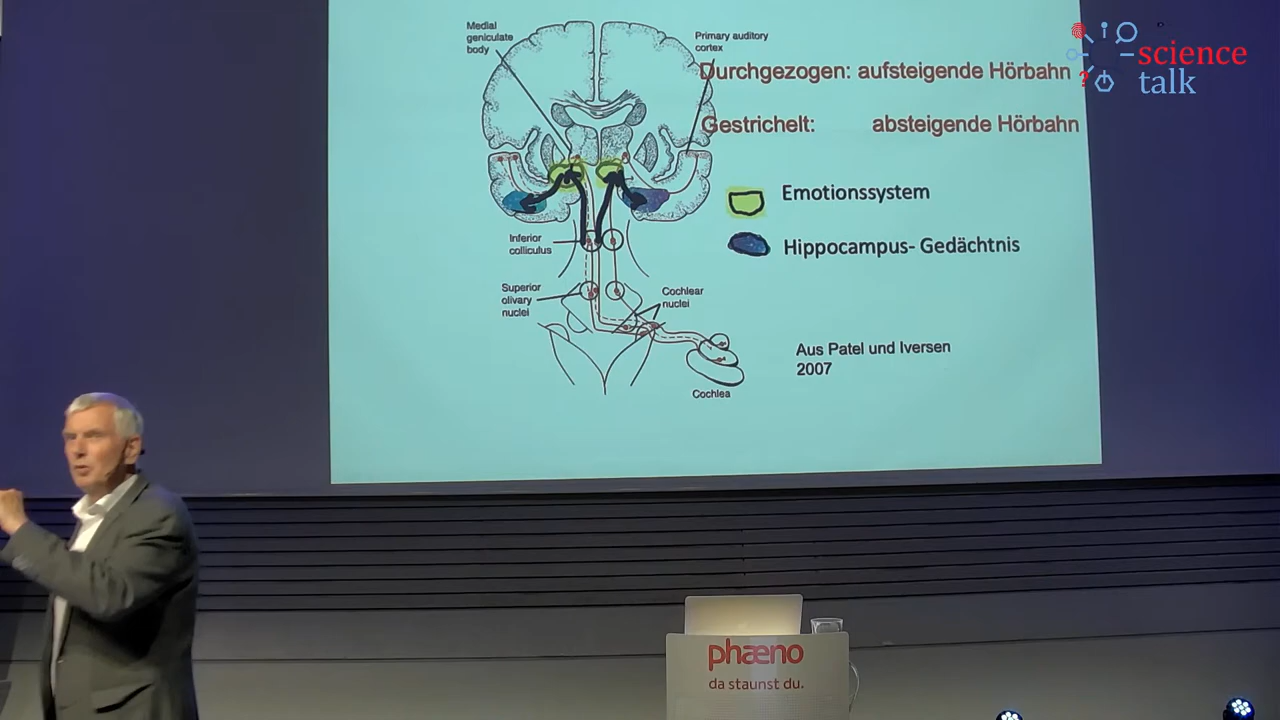 Medial
geniculate
body
Primary auditory
cortex
Durchgezogen: aufsteigende Hörbahn
Gestrichelt: absteigende Hörbahn
Emotionssystem
Hippocampus- Gedächtnis
Inferior
colliculus
Superior
olivary
nuclei
Cochlear
nuclei
Aus Patel und Iversen
2007
Cochlea
science
talk
phæno
da staunst du.